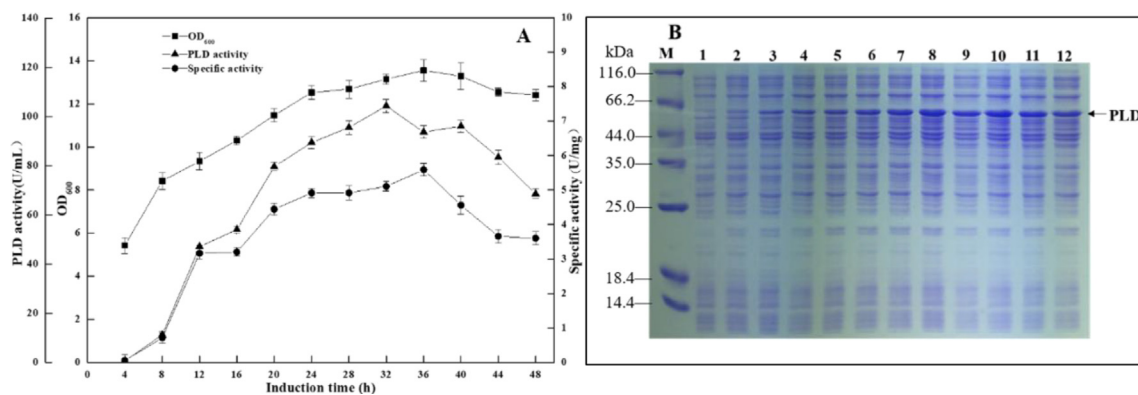 A
OD600
PLD activity
Specific activity
PLD activity(U/mL)
140
120
100
80
60
40
20
0
OD600
16
14
12
10
8
6
4
2
0
Specific activity (U/mg)
10
9
8
7
6
5
4
3
2
1
0
0 4 8 12 16 20 24 28 32 36 40 44 48
Induction time (h)
B
kDa M 1 2 3 4 5 6 7 8 9 10 11 12
116.0
66.2
PLD
44.0
35.0
25.0
18.4
14.4